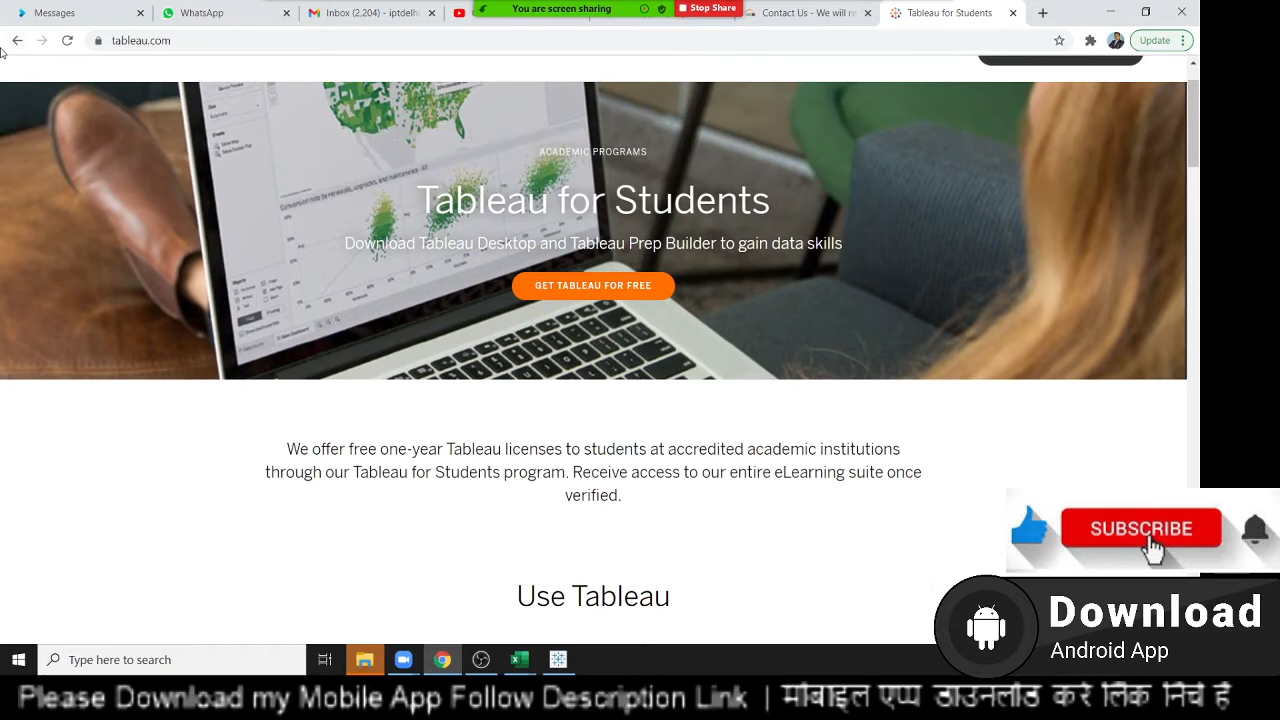 Messages
WhatsApp
Inbox (2,204) - iptdelh
You are screen sharing
Stop Share
Contact Us - We will re
Tableau for Students
tableau.com
Update
ACADEMIC PROGRAMS
Tableau for Students
Download Tableau Desktop and Tableau Prep Builder to gain data skills
GET TABLEAU FOR FREE
We offer free one-year Tableau licenses to students at accredited academic institutions
through our Tableau for Students program. Receive access to our entire eLearning suite once
verified.
Use Tableau
SUBSCRIBE
Download
Android App
Type here to search
Please Download my Mobile App Follow Description Link | मोबाइल एप्प डाउनलोड करे लिंक निचे है